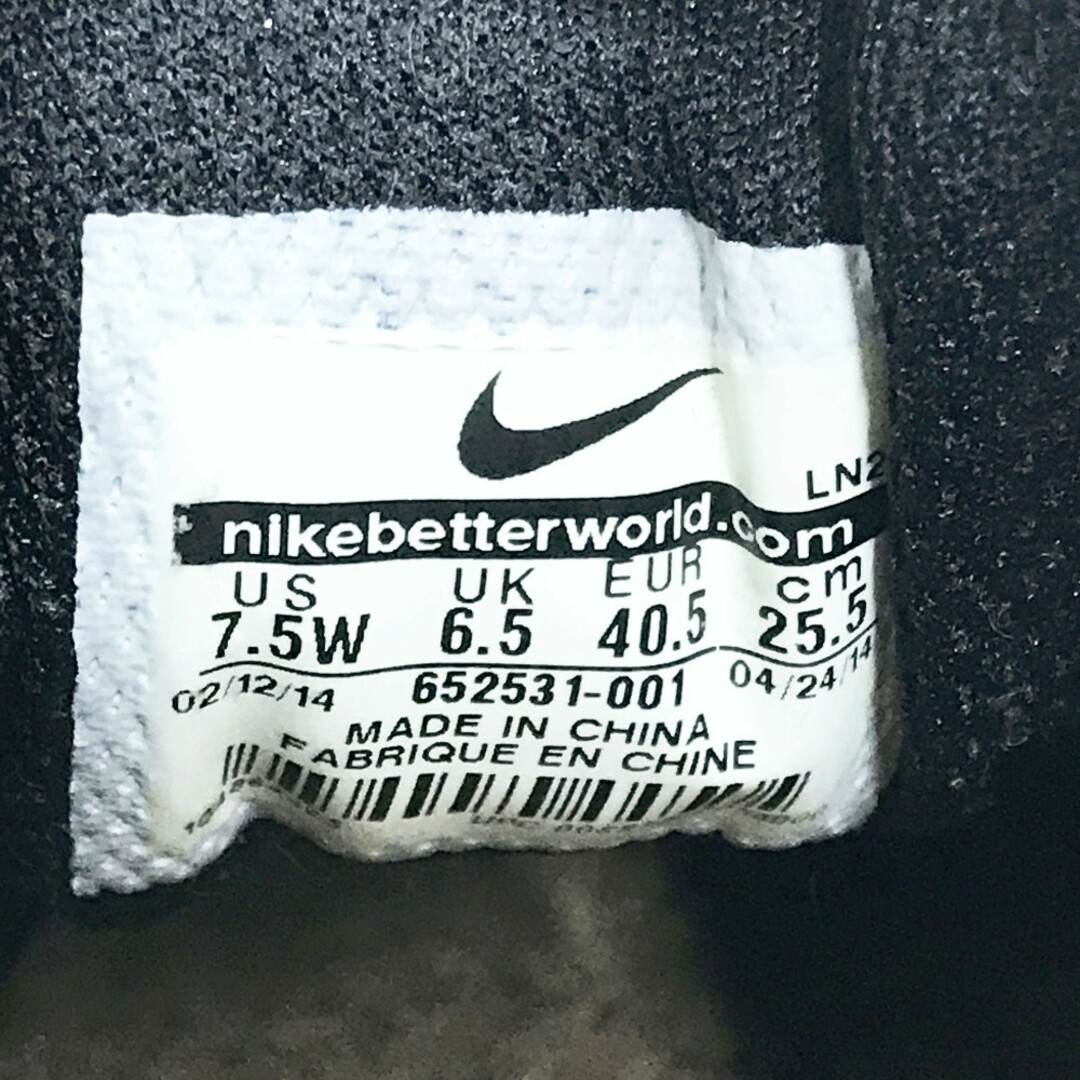 LN2
nikebetterworld.com
US UK EUR cm
7.5W 6.5 40.5 25.5
02/12/14 652531-001 04/24/14
MADE IN CHINA
FABRIQUE EN CHINE